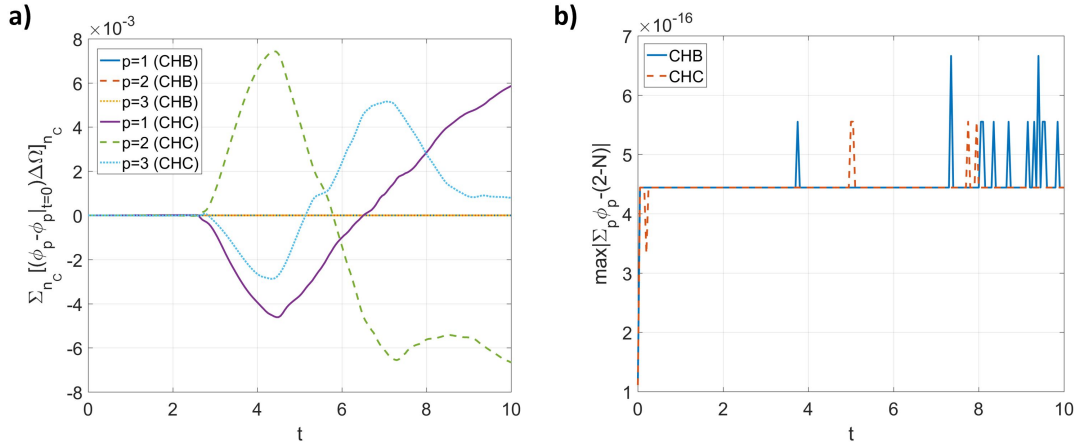 a)
×10⁻³
8
6
4
2
0
-2
-4
-6
-8
p=1 (CHB)
p=2 (CHB)
p=3 (CHB)
p=1 (CHC)
p=2 (CHC)
p=3 (CHC)
Σ_{n_C}[(ϕ_p-ϕ_p|_{t=0})ΔΩ]_{n_C}
0 2 4 6 8 10
t
b)
×10⁻¹⁶
7
6
5
4
3
2
1
CHB
CHC
max|Σ_pϕ_p-(2-N)|
0 2 4 6 8 10
t